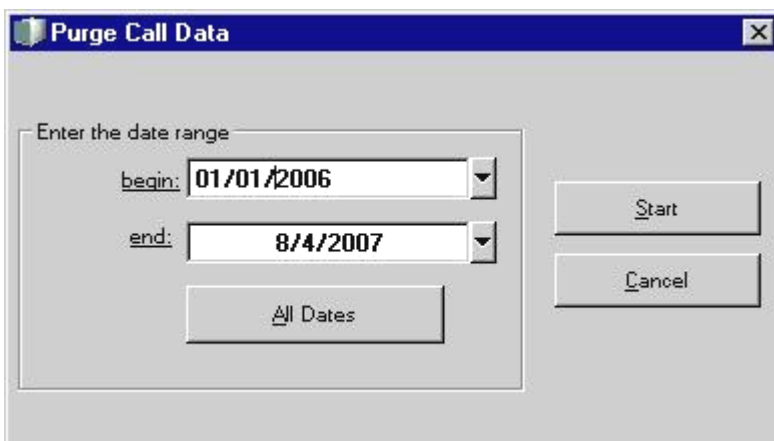 Purge Call Data
Enter the date range
begin: 01/01/2006
end: 8/4/2007
All Dates
Start
Cancel